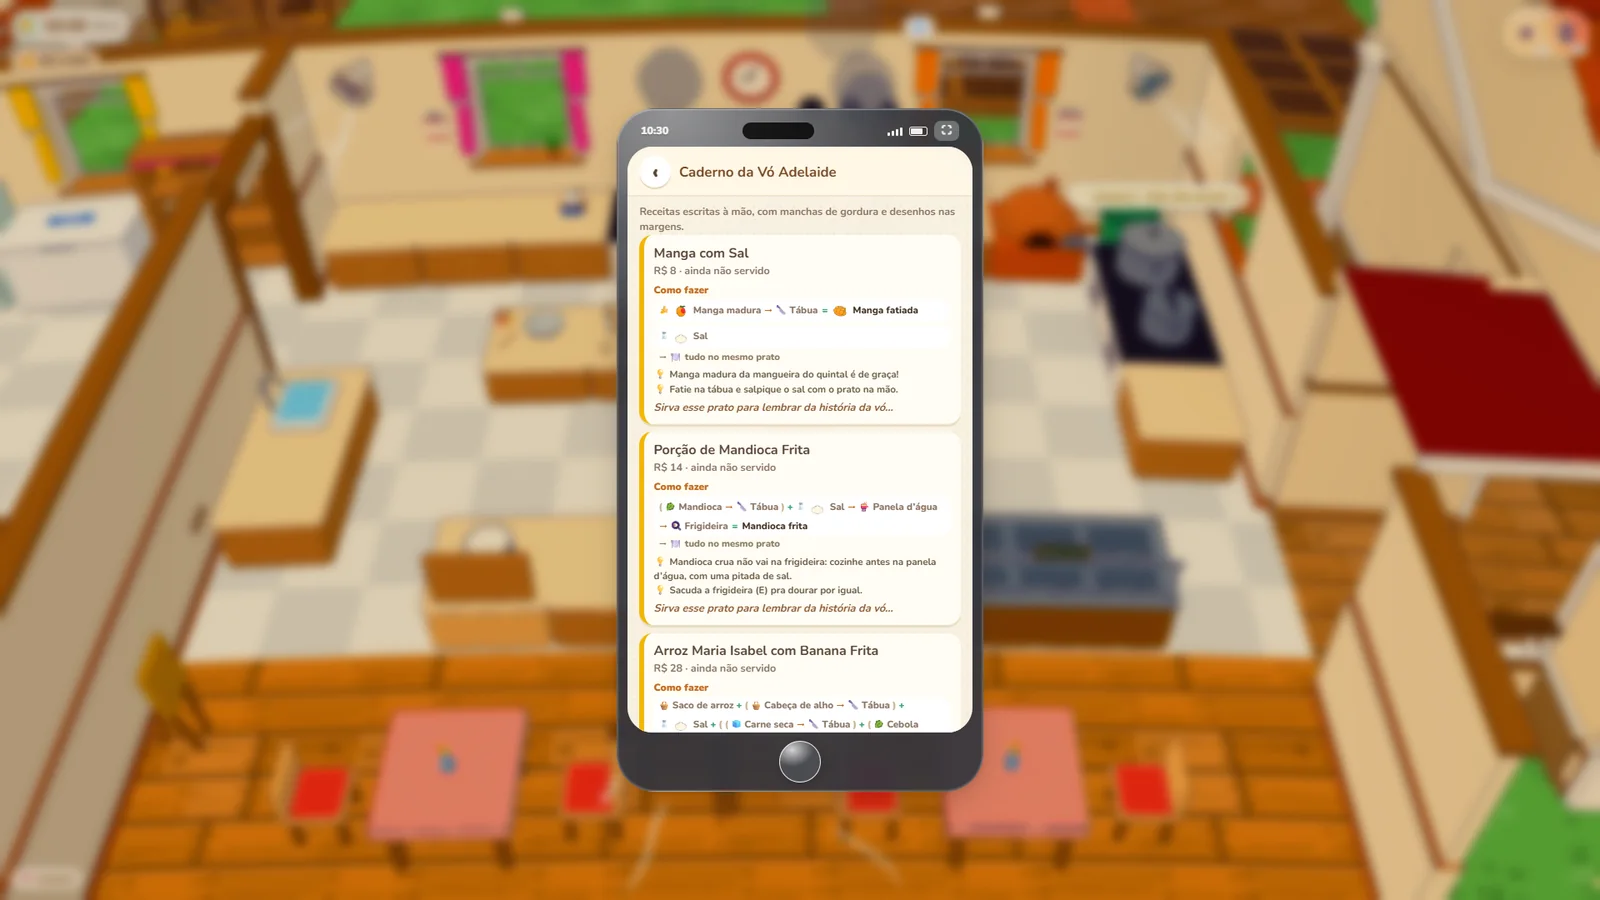 10:30
Caderno da Vó Adelaide
Receitas escritas à mão, com manchas de gordura e desenhos nas
margens.
Manga com Sal
R$ 8 · ainda não servido
Como fazer
Manga madura → Tábua = Manga fatiada
Sal
→ tudo no mesmo prato
Manga madura da mangueira do quintal é de graça!
Fatie na tábua e salpique o sal com o prato na mão.
Sirva esse prato para lembrar da história da vó...
Porção de Mandioca Frita
R$ 14 · ainda não servido
Como fazer
( Mandioca → Tábua ) + Sal → Panela d'água
→ Frigideira = Mandioca frita
→ tudo no mesmo prato
Mandioca crua não vai na frigideira: cozinhe antes na panela
d'água, com uma pitada de sal.
Sacuda a frigideira (E) pra dourar por igual.
Sirva esse prato para lembrar da história da vó...
Arroz Maria Isabel com Banana Frita
R$ 28 · ainda não servido
Como fazer
Saco de arroz + ( Cabeça de alho → Tábua ) +
Sal + ( ( Carne seca → Tábua ) + ( Cebola